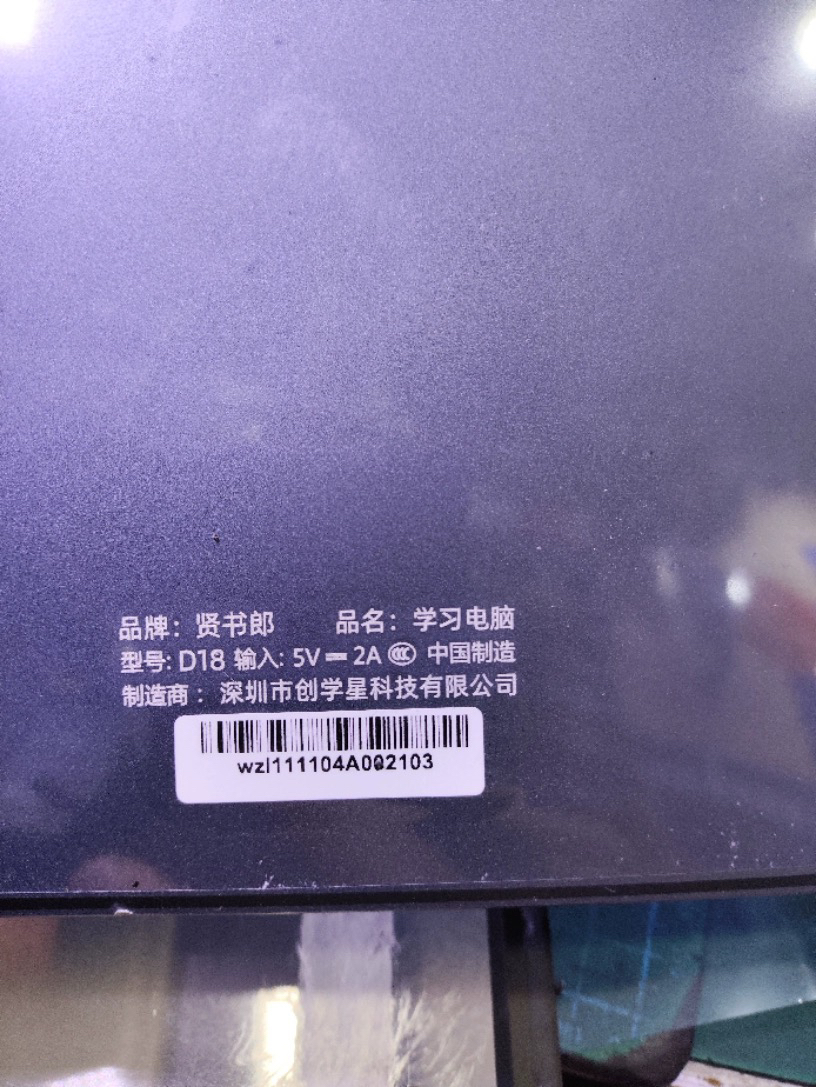 品牌：贤书郎 品名：学习电脑
型号: D18 输入: 5V⎓2A CCC 中国制造
制造商：深圳市创学星科技有限公司
wzl111104A002103